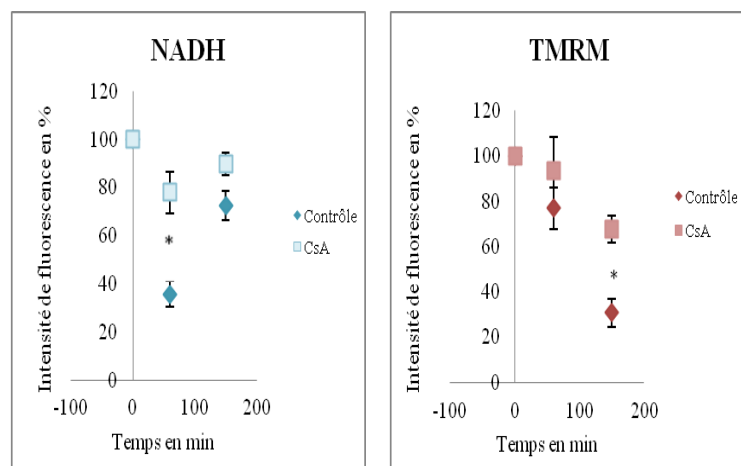 NADH
Intensité de fluorescence en %
120
100
80
60
40
20
0
-100 0 100 200
Temps en min
*
Contrôle
CsA
TMRM
Intensité de fluorescence en %
120
100
80
60
40
20
0
-100 0 100 200
Temps en min
*
Contrôle
CsA